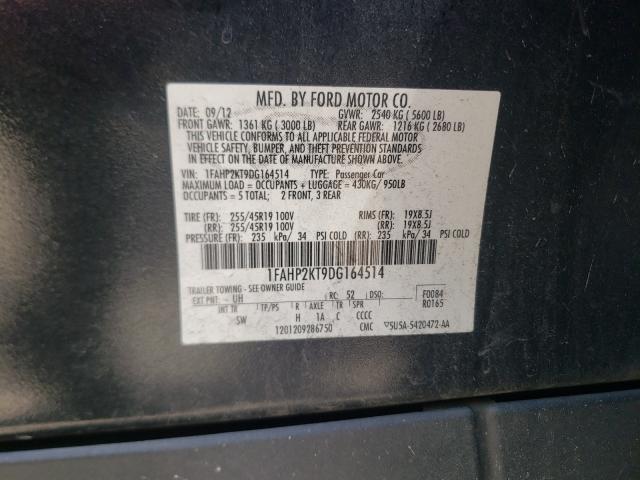 MFD. BY FORD MOTOR CO.
DATE: 09/12 GVWR: 2540 KG ( 5600 LB)
FRONT GAWR: 1361 KG ( 3000 LB) REAR GAWR: 1216 KG ( 2680 LB)
THIS VEHICLE CONFORMS TO ALL APPLICABLE FEDERAL MOTOR
VEHICLE SAFETY, BUMPER, AND THEFT PREVENTION STANDARDS
IN EFFECT ON THE DATE OF MANUFACTURE SHOWN ABOVE.
VIN: 1FAHP2KT9DG164514 TYPE: Passenger Car
MAXIMUM LOAD = OCCUPANTS + LUGGAGE = 430KG/ 950LB
OCCUPANTS = 5 TOTAL; 2 FRONT, 3 REAR
TIRE (FR): 255/45R19 100V RIMS (FR): 19X8.5J
(RR): 255/45R19 100V (RR): 19X8.5J
PRESSURE (FR): 235 kPa/ 34 PSI COLD (RR): 235 kPa/ 34 PSI COLD
1FAHP2KT9DG164514
TRAILER TOWING - SEE OWNER GUIDE
EXT PNT: UH RC: 52 DSO: F0084
INT TR TP/PS R AXLE TR SPR R0165
SW H 1A C CCCC
1201209286750 CMC 5U5A-5420472-AA